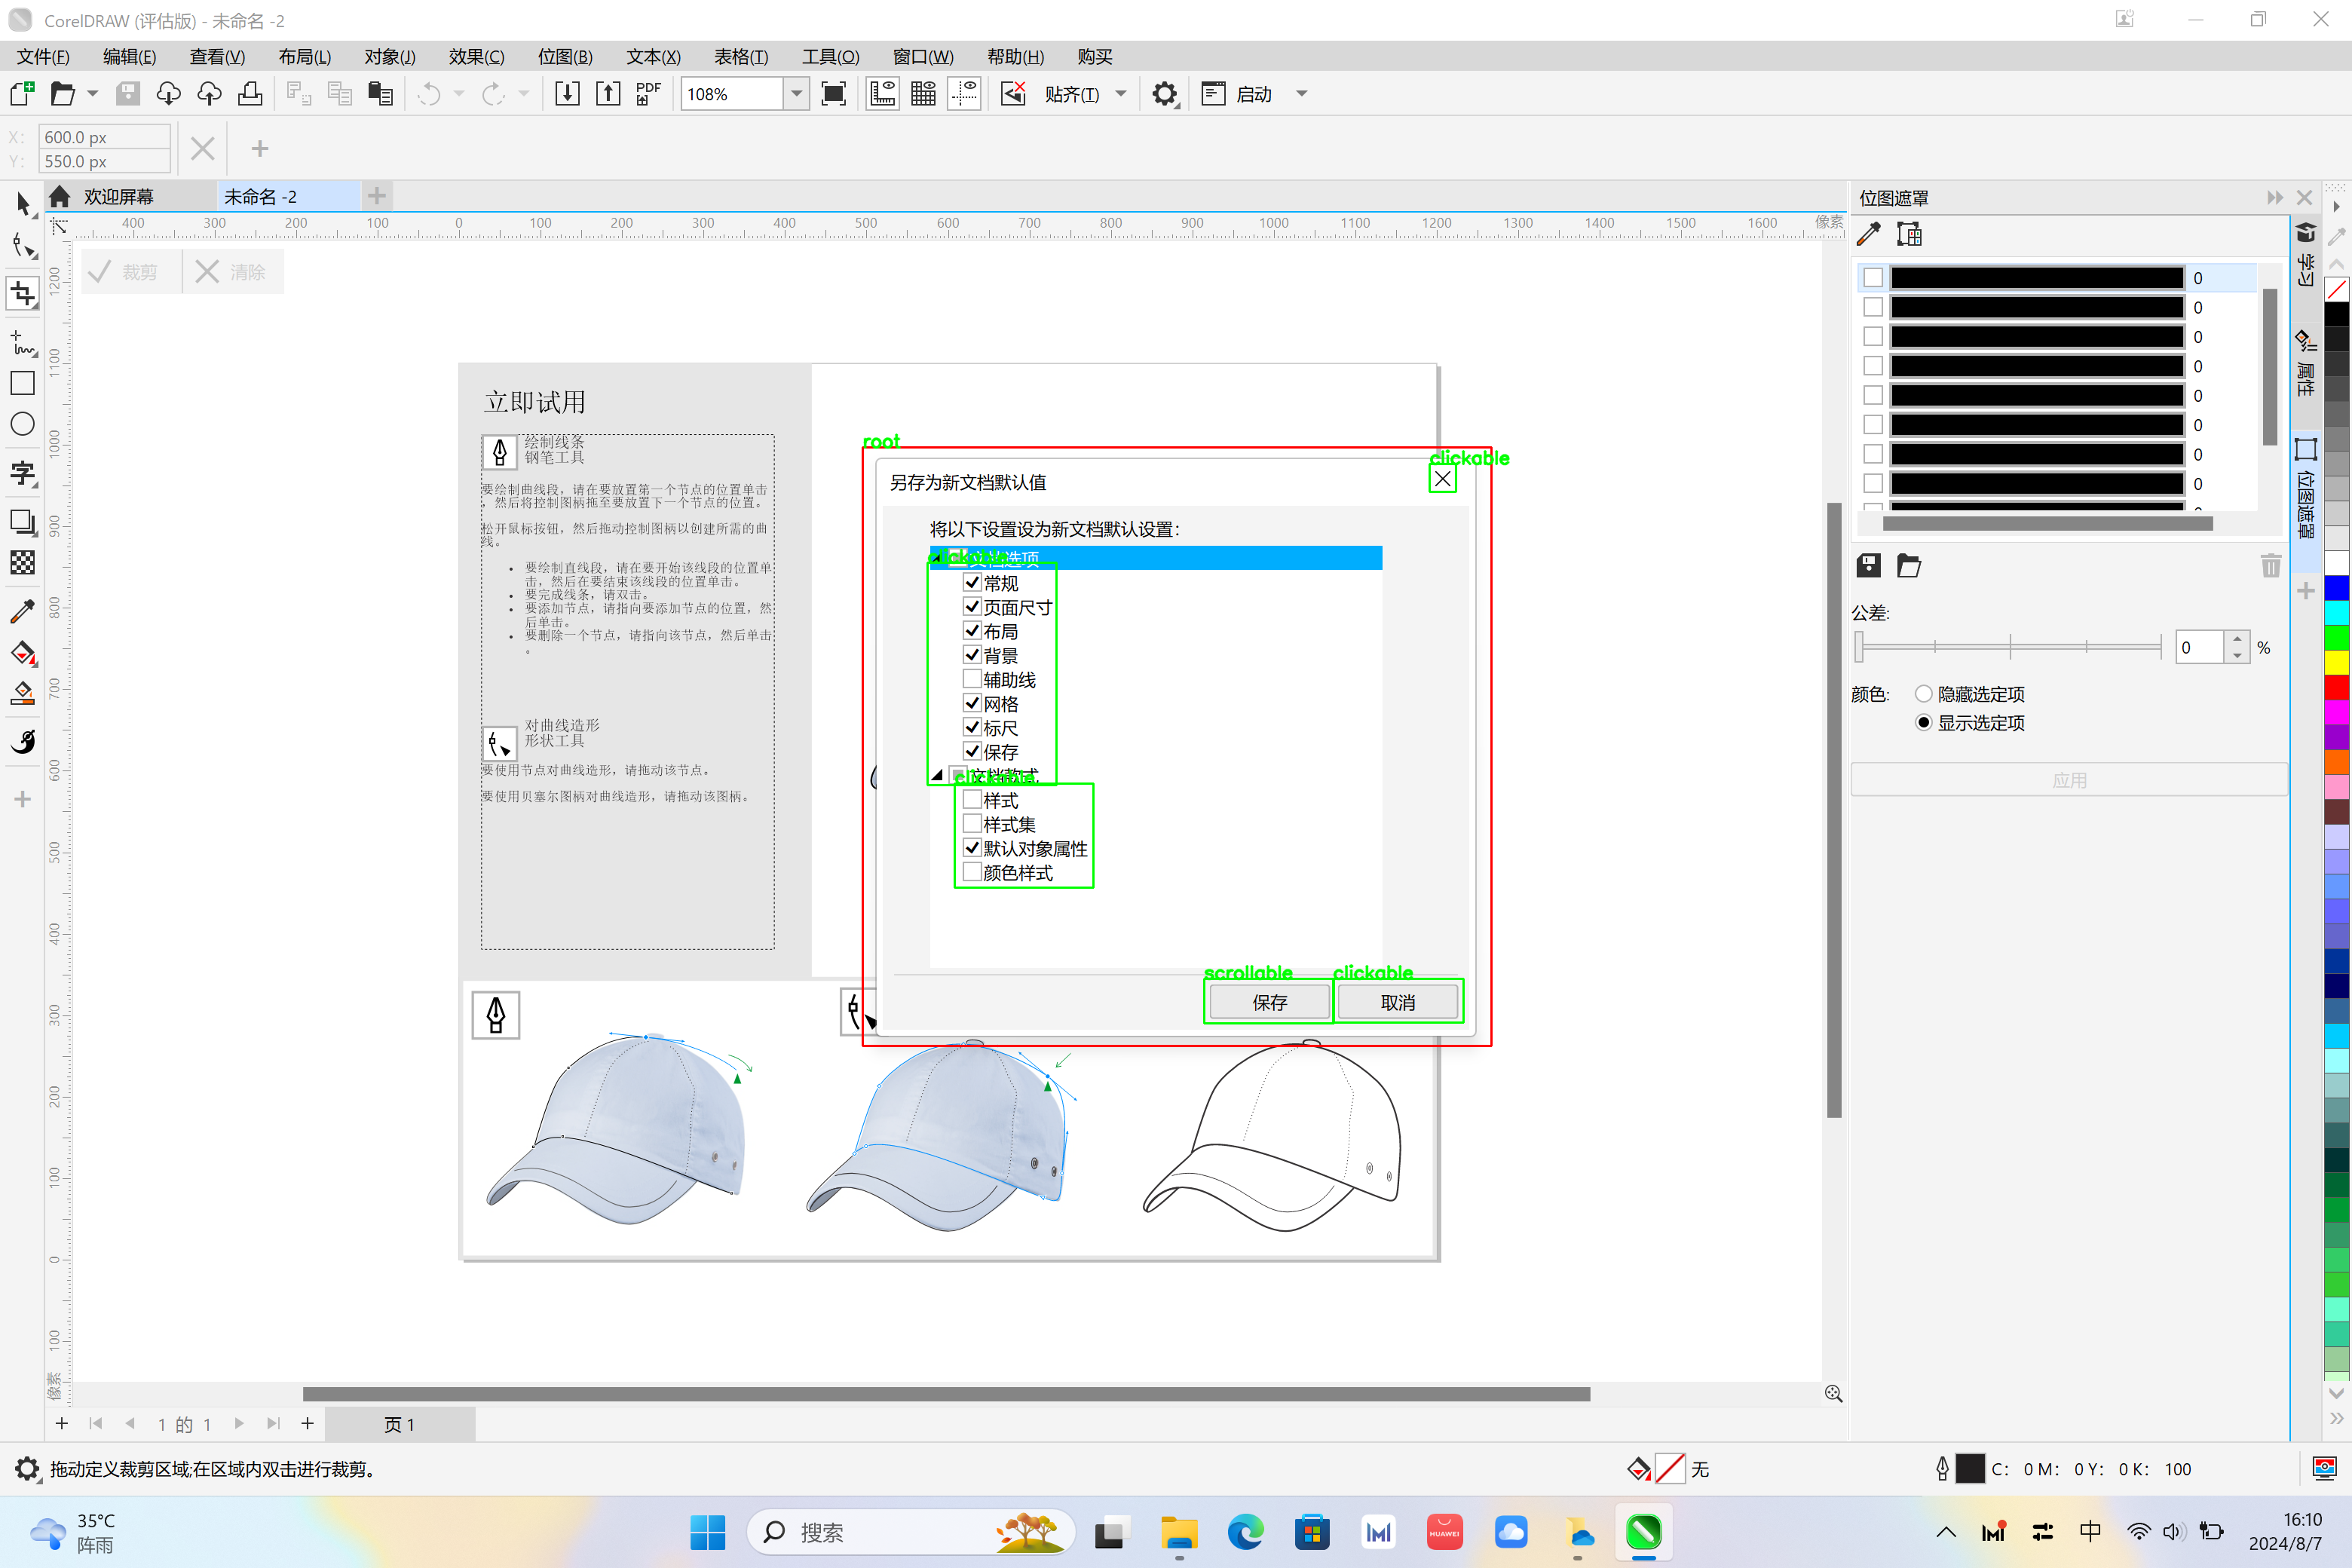 CorelDRAW (评估版) - 未命名 -2
文件(F) 编辑(E) 查看(V) 布局(L) 对象(J) 效果(C) 位图(B) 文本(X) 表格(T) 工具(O) 窗口(W) 帮助(H) 购买
PDF 108% 贴齐(T) 启动
X: 600.0 px
Y: 550.0 px
欢迎屏幕 未命名 -2
400 300 200 100 0 100 200 300 400 500 600 700 800 900 1000 1100 1200 1300 1400 1500 1600 像素
裁剪 清除
1200
1100
1000
900
800
700
600
500
400
300
200
100
0
100
像素
字
立即试用
绘制线条
钢笔工具
要绘制曲线段，请在要放置第一个节点的位置单击
，然后将控制图柄拖至要放置下一个节点的位置。
松开鼠标按钮，然后拖动控制图柄以创建所需的曲
线。
• 要绘制直线段，请在要开始该线段的位置单
击，然后在要结束该线段的位置单击。
• 要完成线条，请双击。
• 要添加节点，请指向要添加节点的位置，然
后单击。
• 要删除一个节点，请指向该节点，然后单击
。
对曲线造形
形状工具
要使用节点对曲线造形，请拖动该节点。
要使用贝塞尔图柄对曲线造形，请拖动该图柄。
root
clickable
另存为新文档默认值
将以下设置设为新文档默认设置:
clickable
文档选项
常规
页面尺寸
布局
背景
辅助线
网格
标尺
保存
clickable
样式
样式集
默认对象属性
颜色样式
scrollable clickable
保存 取消
位图遮罩
0
0
0
0
0
0
0
0
公差:
0 %
颜色: 隐藏选定项
显示选定项
应用
学习
属性
位图遮罩
1 的 1 页 1
拖动定义裁剪区域;在区域内双击进行裁剪。
无
C: 0 M: 0 Y: 0 K: 100
35°C
阵雨
搜索
HUAWEI
中
16:10
2024/8/7